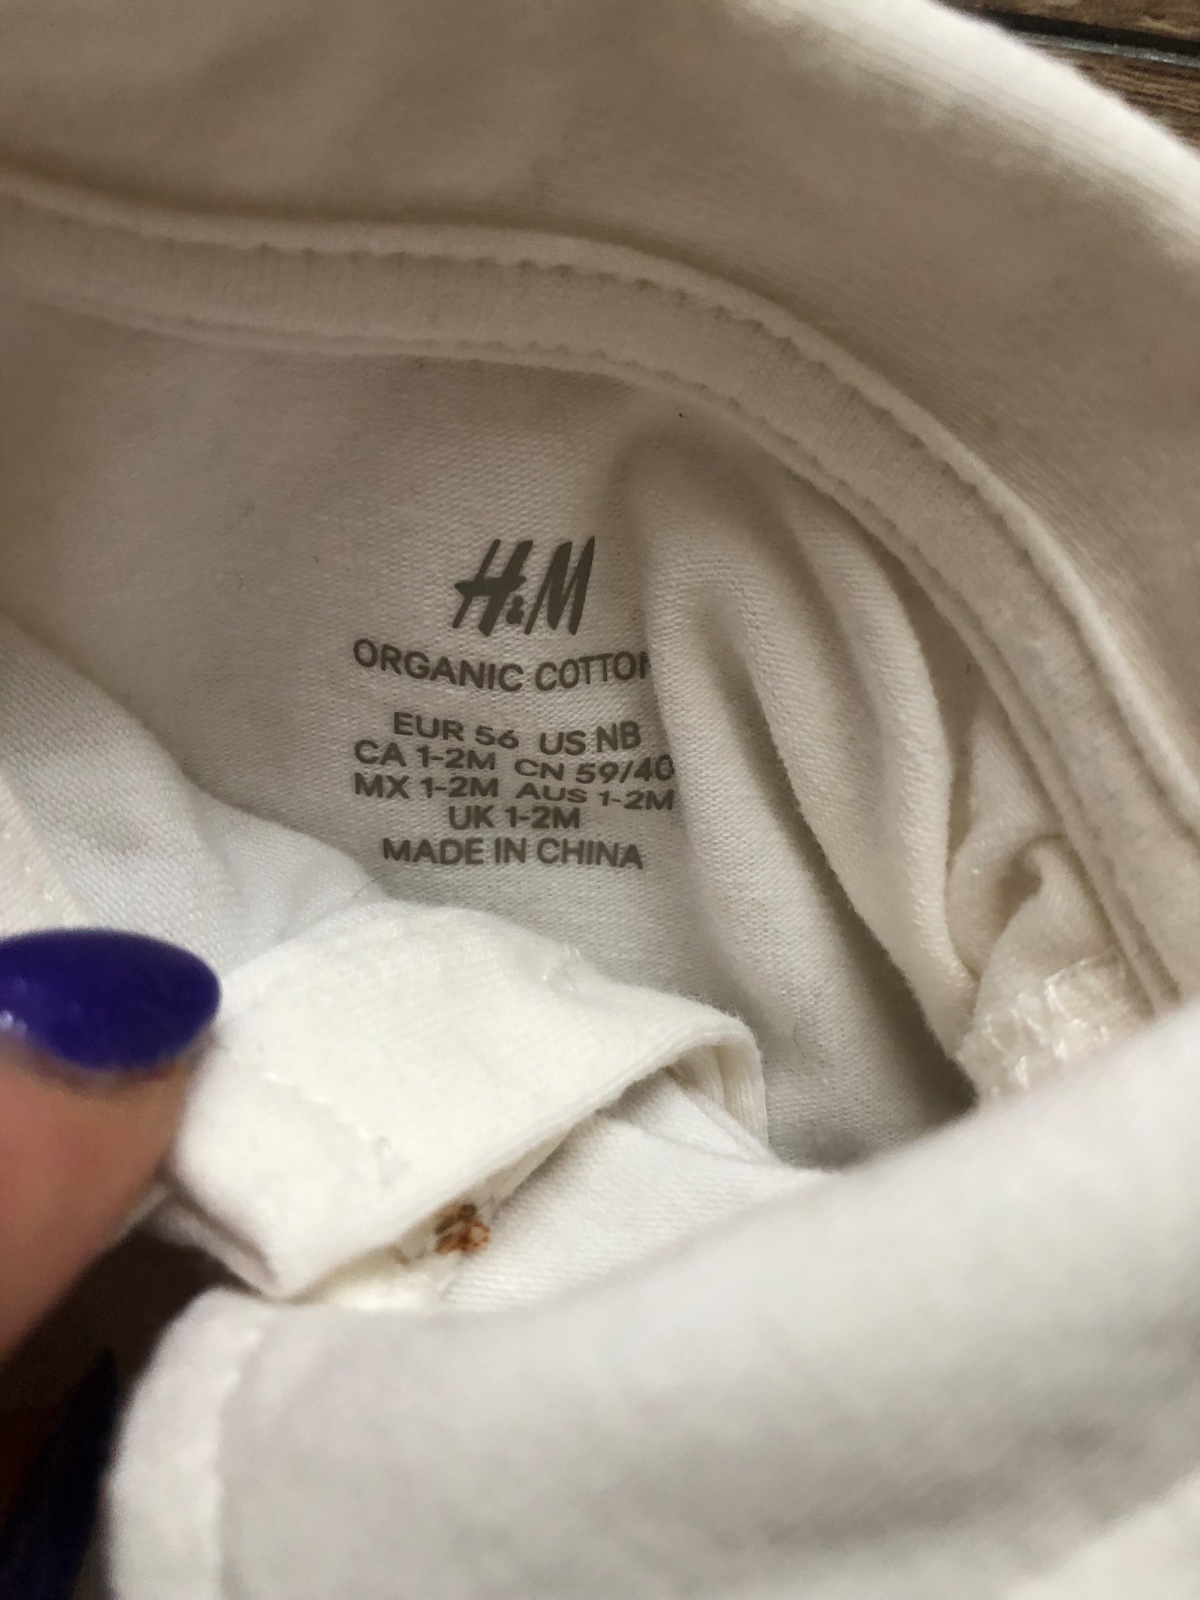 H&M
ORGANIC COTTON
EUR 56 US NB
CA 1-2M CN 59/40
MX 1-2M AUS 1-2M
UK 1-2M
MADE IN CHINA